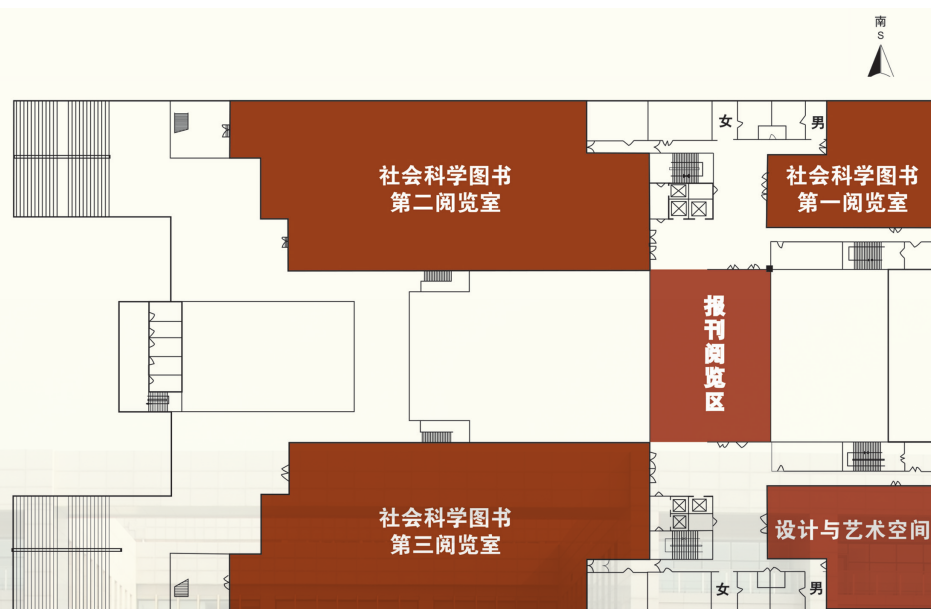 南
S
女
男
社会科学图书
第二阅览室
社会科学图书
第一阅览室
报刊阅览区
社会科学图书
第三阅览室
设计与艺术空间
女
男